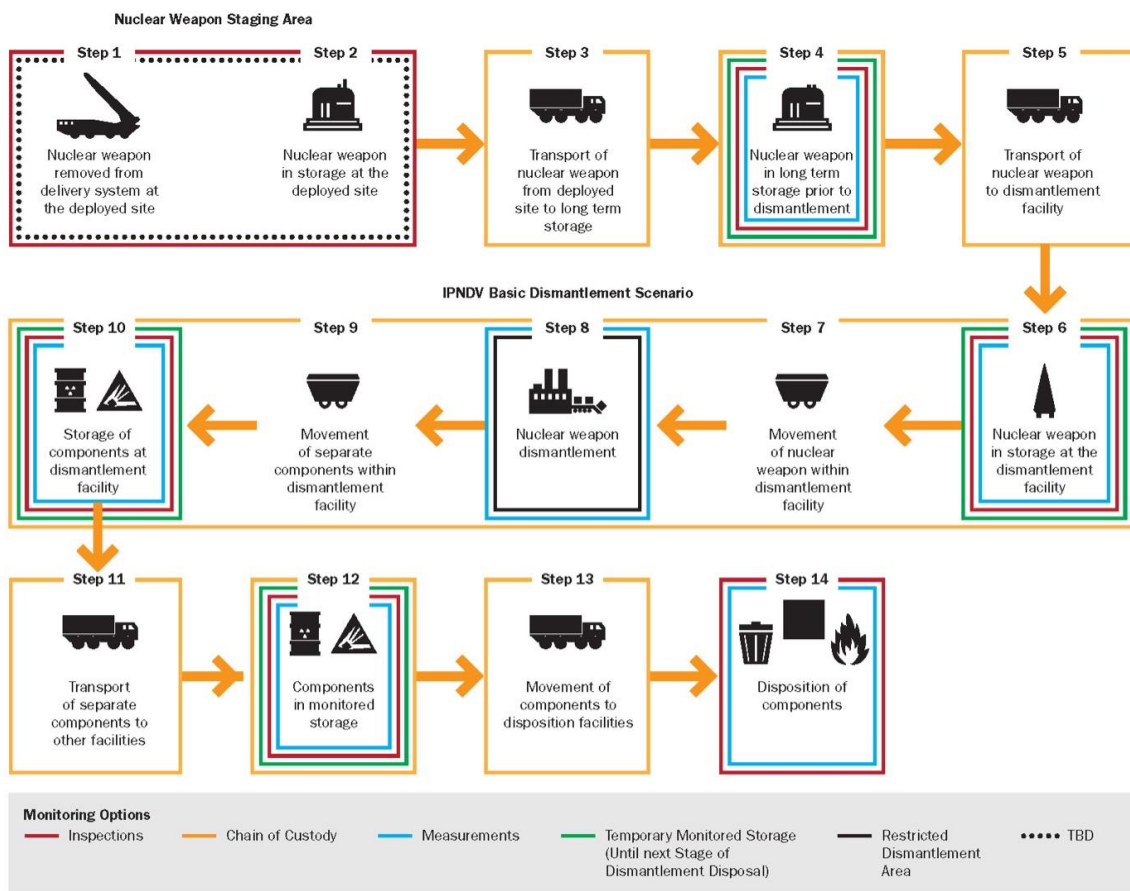 Nuclear Weapon Staging Area
Step 1
Nuclear weapon
removed from
delivery system at
the deployed site
Step 2
Nuclear weapon
in storage at the
deployed site
Step 3
Transport of
nuclear weapon
from deployed
site to long term
storage
Step 4
Nuclear weapon
in long term
storage prior to
dismantlement
Step 5
Transport of
nuclear weapon
to dismantlement
facility
IPNDV Basic Dismantlement Scenario
Step 10
Storage of
components at
dismantlement
facility
Step 9
Movement
of separate
components within
dismantlement
facility
Step 8
Nuclear weapon
dismantlement
Step 7
Movement
of nuclear
weapon within
dismantlement
facility
Step 6
Nuclear weapon
in storage at the
dismantlement
facility
Step 11
Transport
of separate
components to
other facilities
Step 12
Components
in monitored
storage
Step 13
Movement of
components to
disposition facilities
Step 14
Disposition of
components
Monitoring Options
Inspections
Chain of Custody
Measurements
Temporary Monitored Storage
(Until next Stage of
Dismantlement Disposal)
Restricted
Dismantlement
Area
TBD